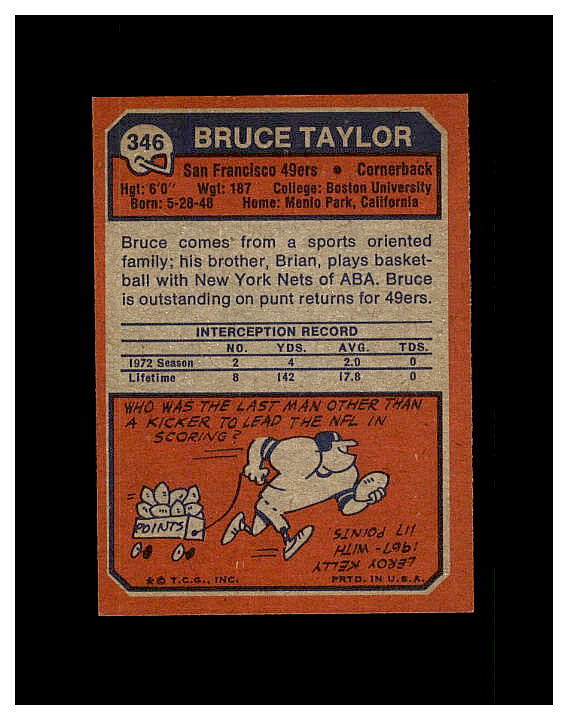 346
BRUCE TAYLOR
San Francisco 49ers • Cornerback
Hgt: 6'0" Wgt: 187 College: Boston University
Born: 5-28-48 Home: Menlo Park, California
Bruce comes from a sports oriented
family; his brother, Brian, plays basket-
ball with New York Nets of ABA. Bruce
is outstanding on punt returns for 49ers.
INTERCEPTION RECORD
NO. YDS. AVG. TDS.
1972 Season 2 4 2.0 0
Lifetime 8 142 17.8 0
WHO WAS THE LAST MAN OTHER THAN
A KICKER TO LEAD THE NFL IN
SCORING?
POINTS
LEROY KELLY
1967- WITH
117 POINTS.
★ © T.C.G., INC. PRTD. IN U.S.A.